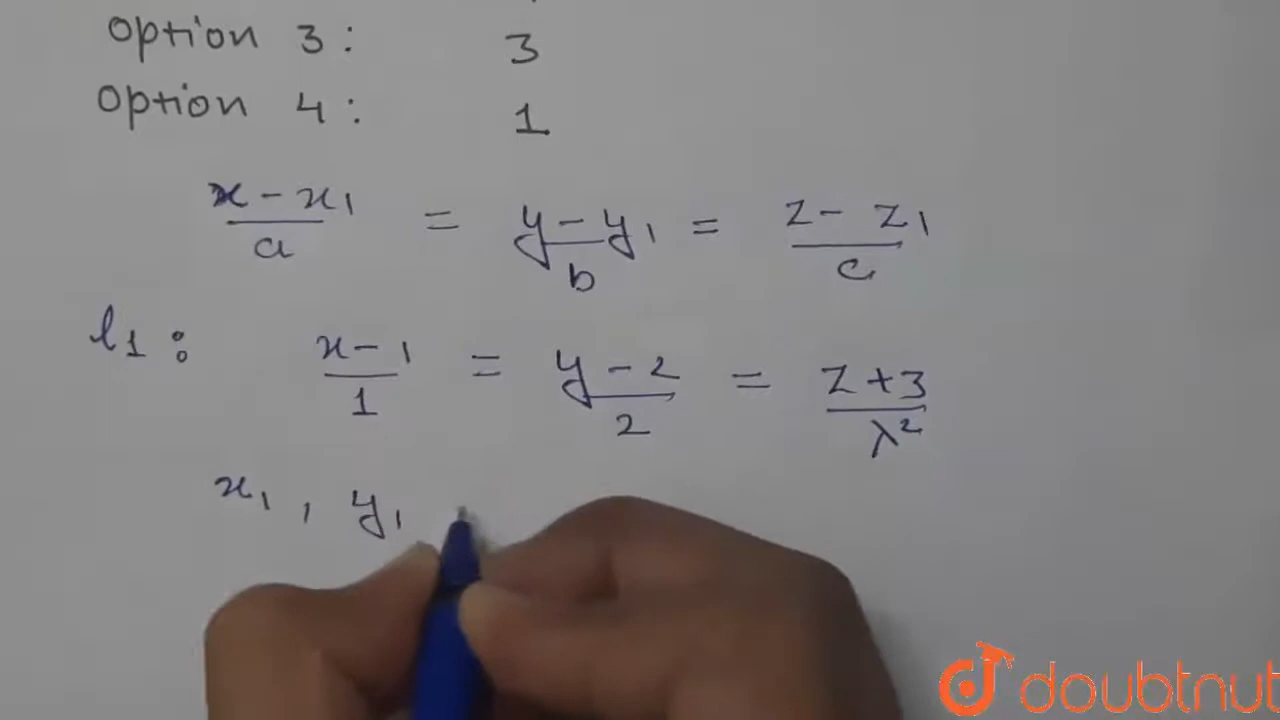 Option 3: 3
Option 4: 1
x - x₁ / a = y - y₁ / b = z - z₁ / c
l₁ : x - 1 / 1 = y - 2 / 2 = z + 3 / λ²
x₁ , y₁
doubtnut